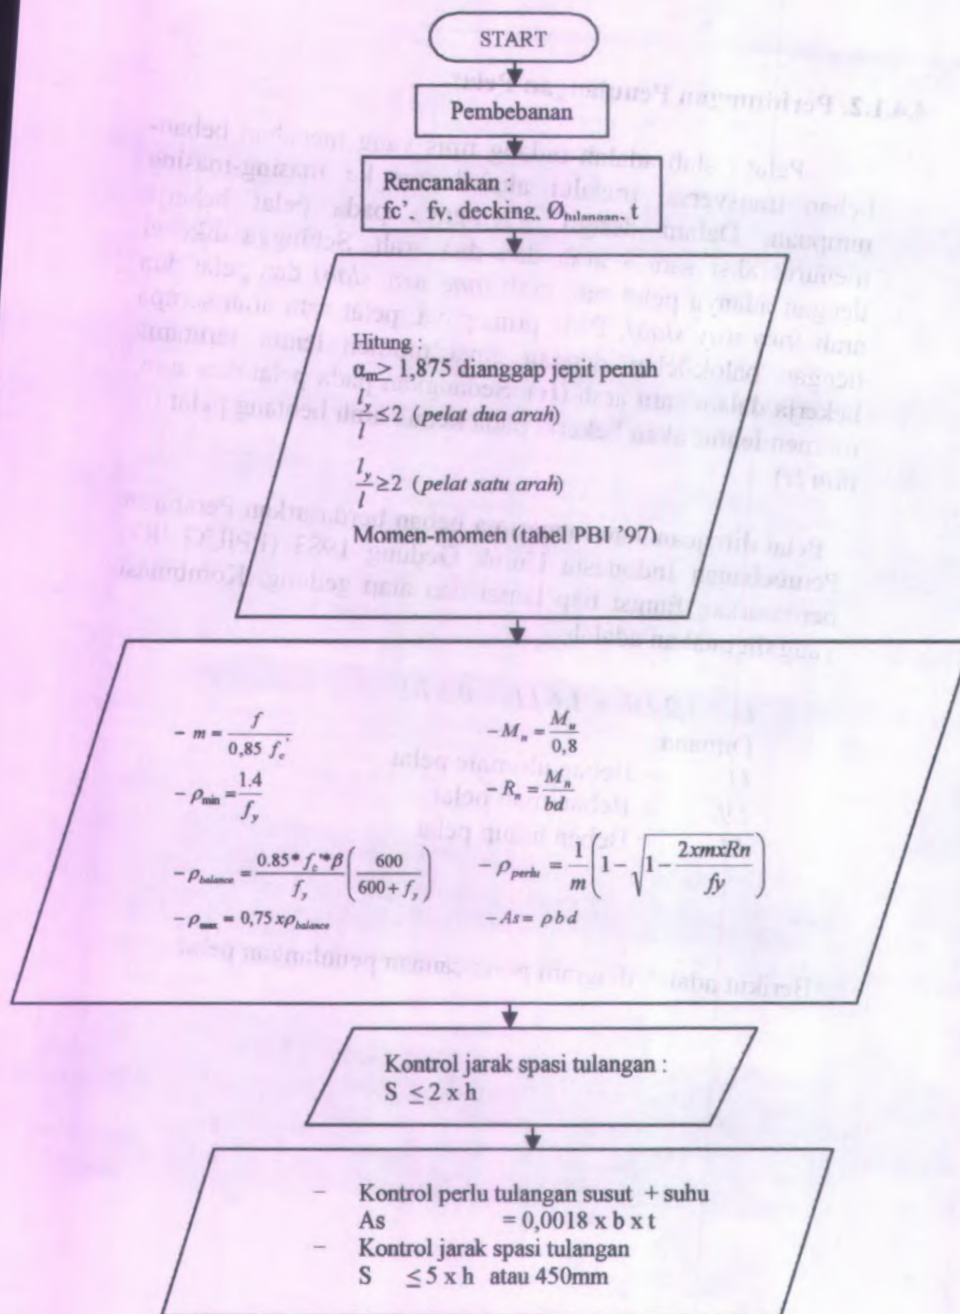 START
Pembebanan
Rencanakan :
fc', fy, decking, Ø tulangan, t
Hitung :
αm ≥ 1,875 dianggap jepit penuh
ly/l ≤2 (pelat dua arah)
ly/l ≥2 (pelat satu arah)
Momen-momen (tabel PBI '97)
- m = f / 0,85 fc'
- Mn = Mu / 0,8
- ρmin = 1.4 / fy
- Rn = Mn / bd
- ρbalance = 0.85* fc'*β / fy ( 600 / 600 + fy )
- ρperlu = 1/m ( 1 - √ 1 - 2xmxRn / fy )
- ρmax = 0,75 x ρbalance
- As = ρ b d
Kontrol jarak spasi tulangan :
S ≤ 2 x h
– Kontrol perlu tulangan susut + suhu
As = 0,0018 x b x t
– Kontrol jarak spasi tulangan
S ≤ 5 x h atau 450mm